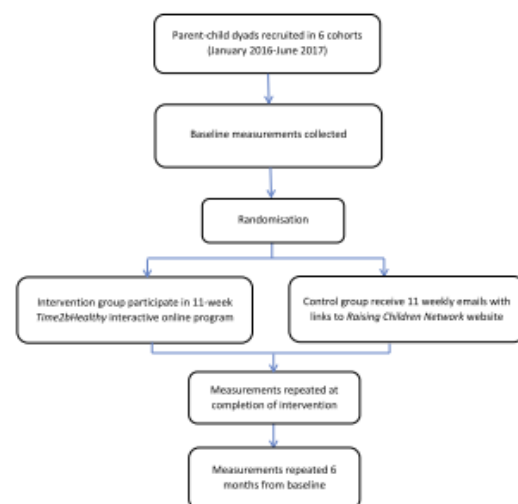 Parent-child dyads recruited in 6 cohorts
(January 2016-June 2017)
Baseline measurements collected
Randomisation
Intervention group participate in 11-week
Time2bHealthy interactive online program
Control group receive 11 weekly emails with
links to Raising Children Network website
Measurements repeated at
completion of intervention
Measurements repeated 6
months from baseline